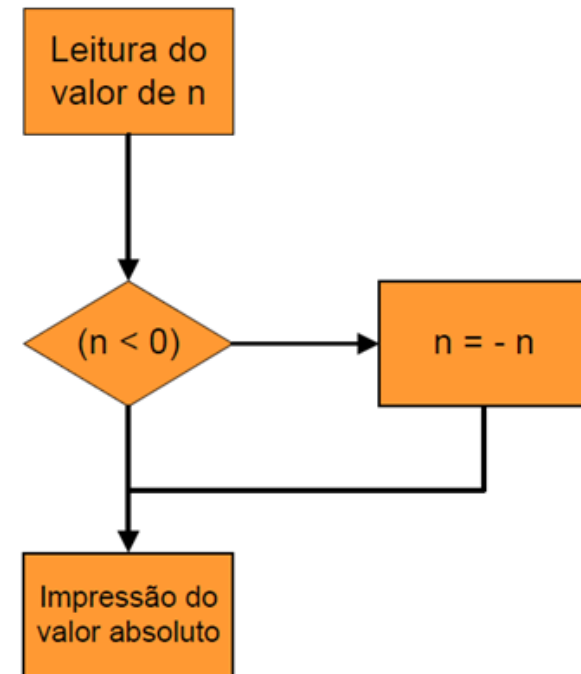 Leitura do
valor de n
(n < 0)
n = - n
Impressão do
valor absoluto